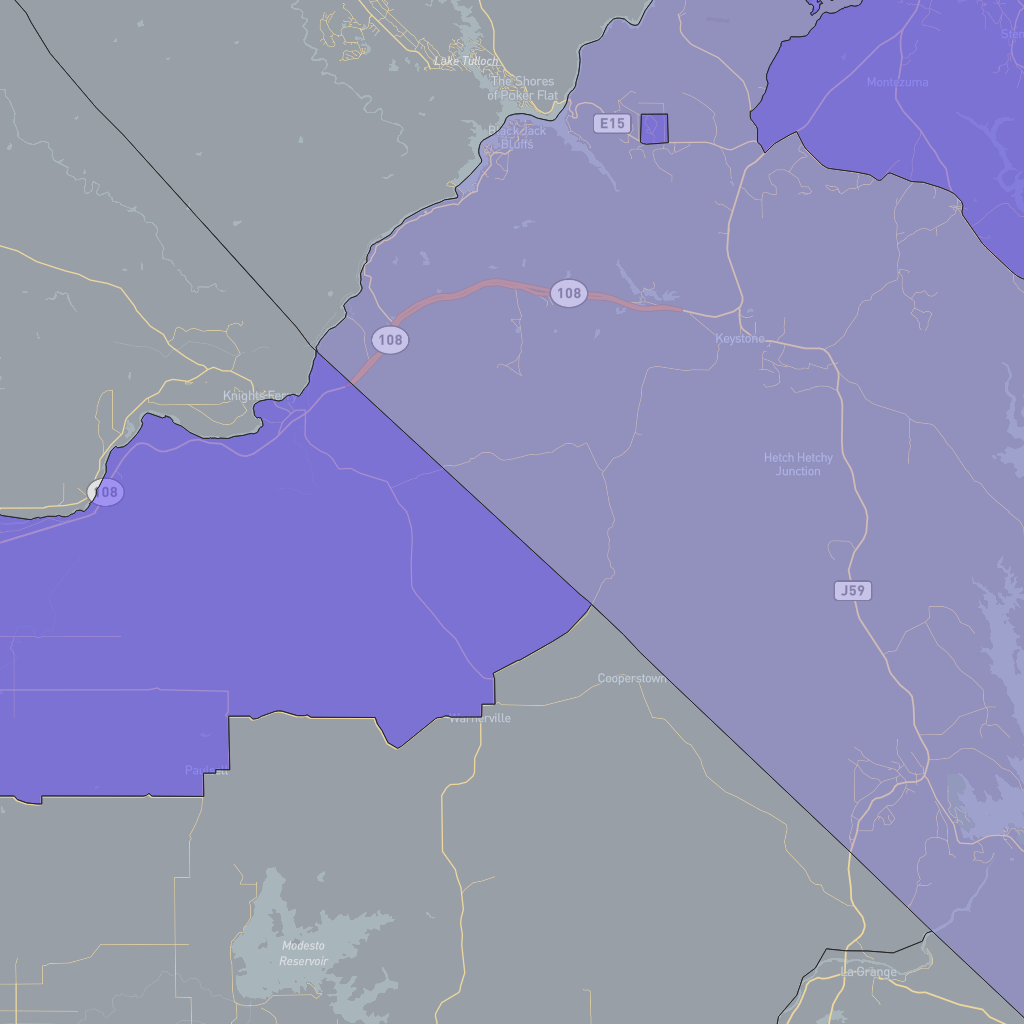 Lake Tulloch
The Shores
of Poker Flat
Montezuma
E15
Black Jack
Bluffs
108
108
Keystone
Knights Fer
Hetch Hetchy
Junction
108
J59
Cooperstown
Warnerville
Paulsell
Modesto
Reservoir
La Grange